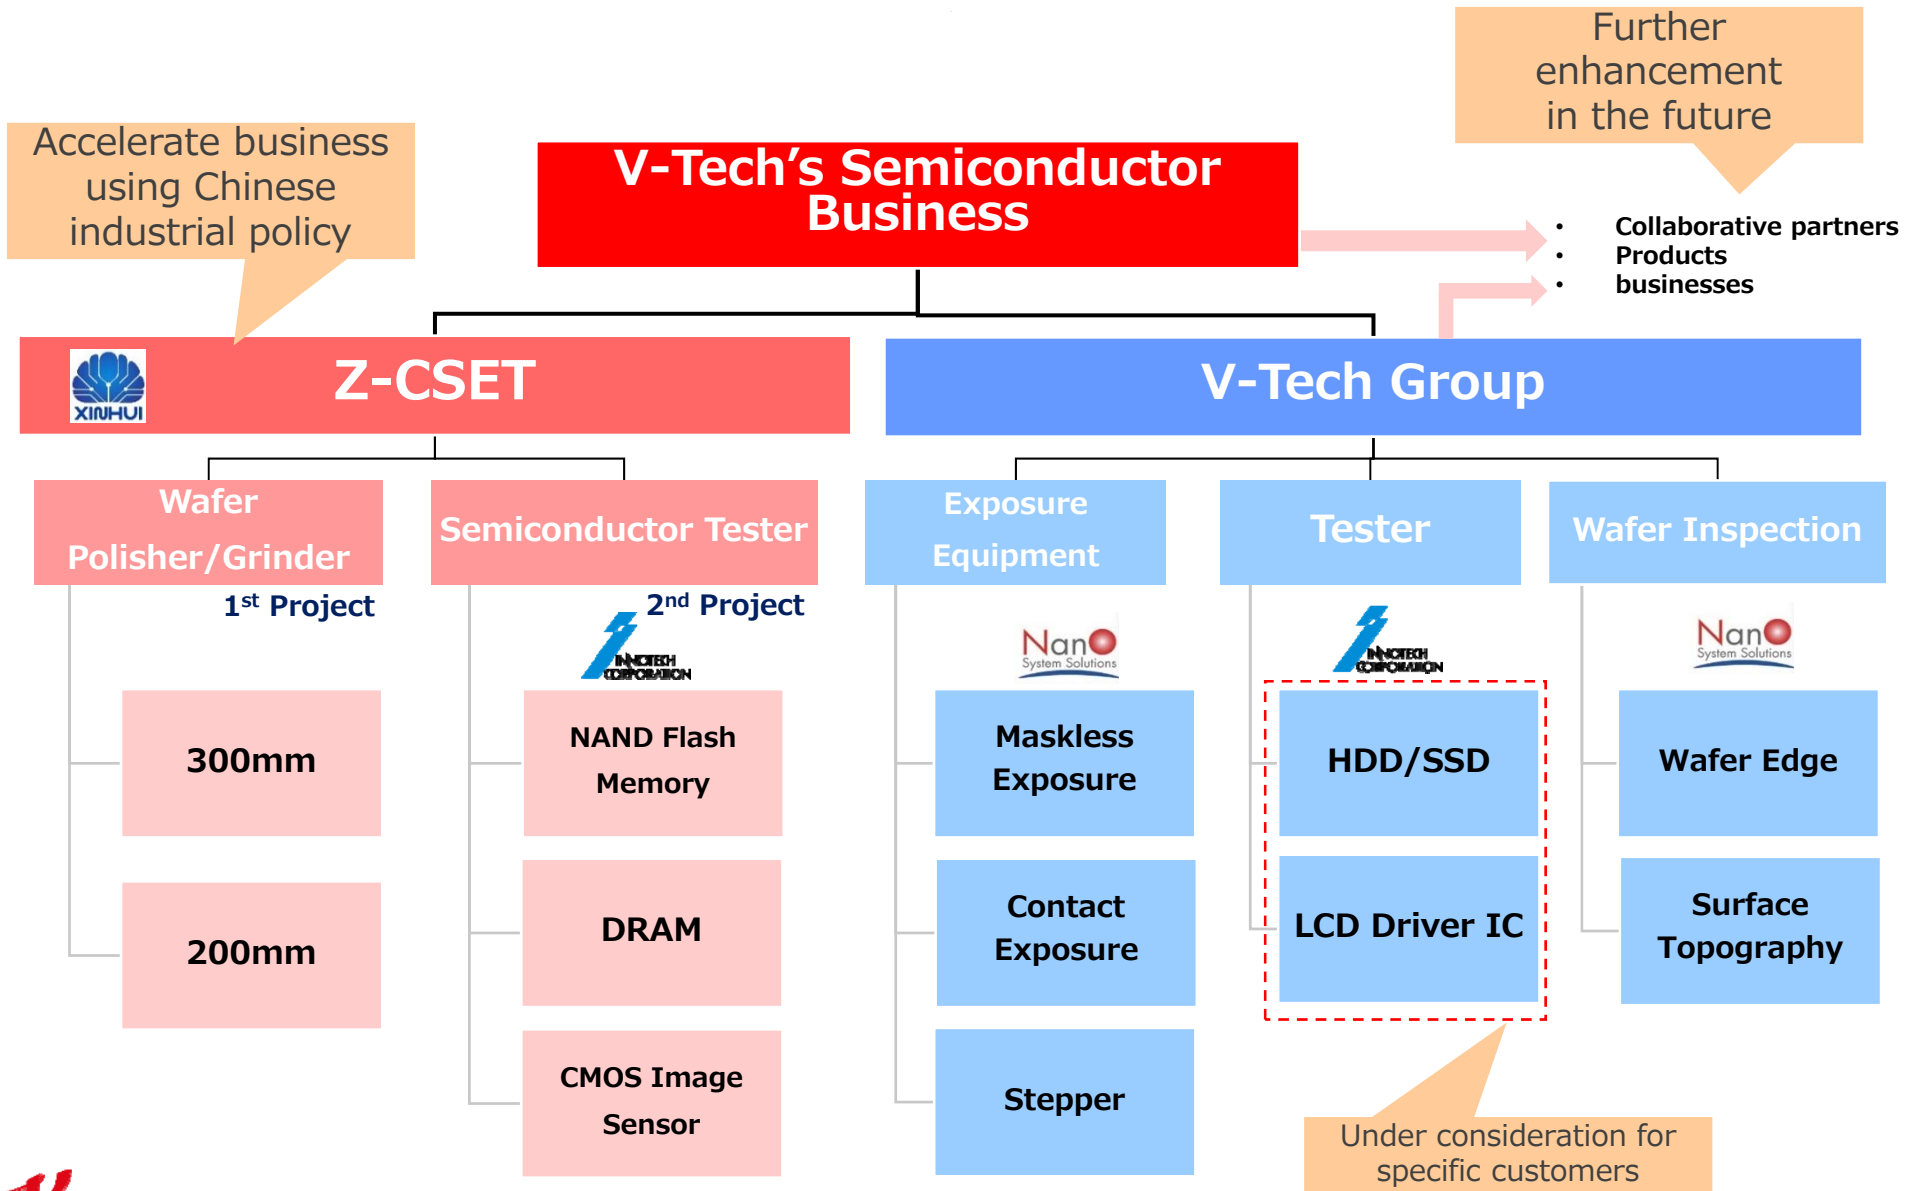 Further
enhancement
in the future
Accelerate business
using Chinese
industrial policy
V-Tech’s Semiconductor
Business
• Collaborative partners
• Products
• businesses
XINHUI
Z-CSET
V-Tech Group
Wafer
Polisher/Grinder
Semiconductor Tester
Exposure
Equipment
Tester
Wafer Inspection
1st Project
2nd Project
INNOTECH
CORPORATION
Nano
System Solutions
INNOTECH
CORPORATION
Nano
System Solutions
300mm
NAND Flash
Memory
Maskless
Exposure
HDD/SSD
Wafer Edge
200mm
DRAM
Contact
Exposure
LCD Driver IC
Surface
Topography
CMOS Image
Sensor
Stepper
Under consideration for
specific customers